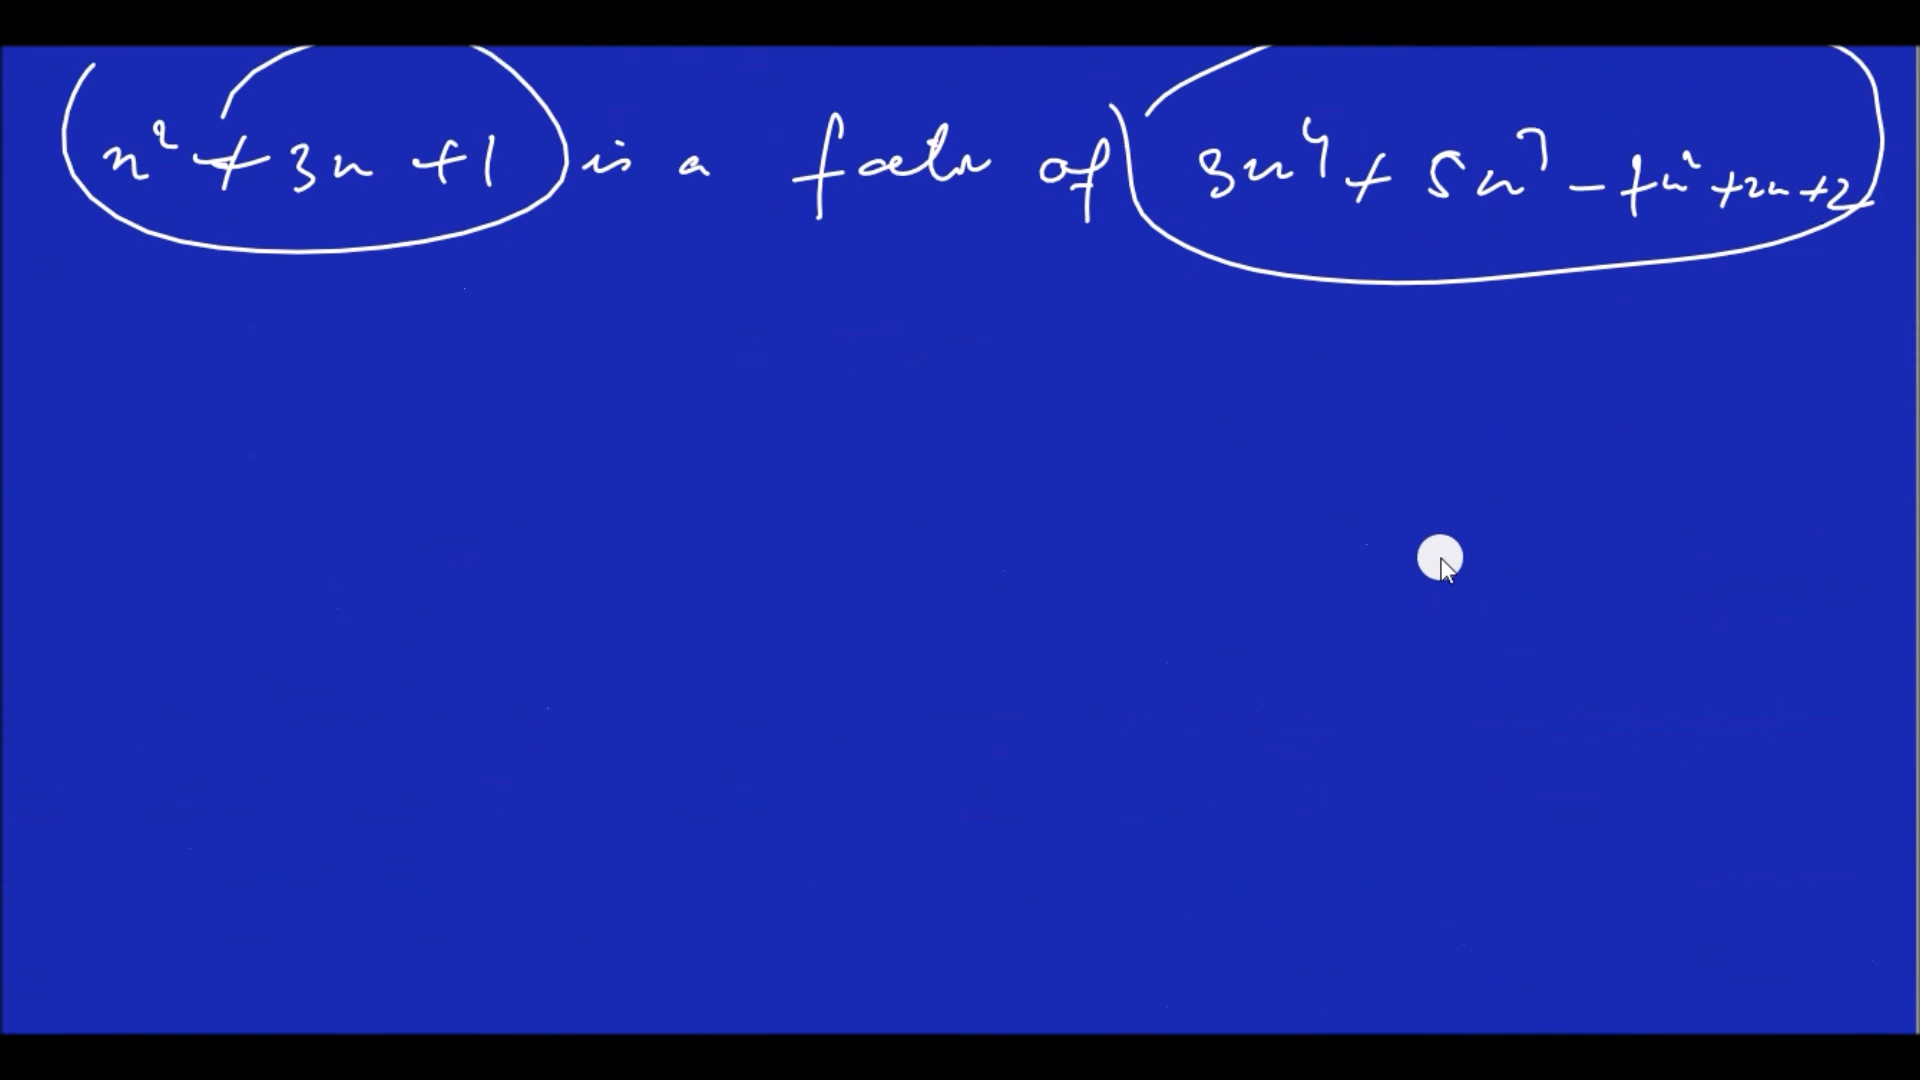 x² + 3x + 1 is a factor of 3x⁴ + 5x³ - 7x² + 2x + 2